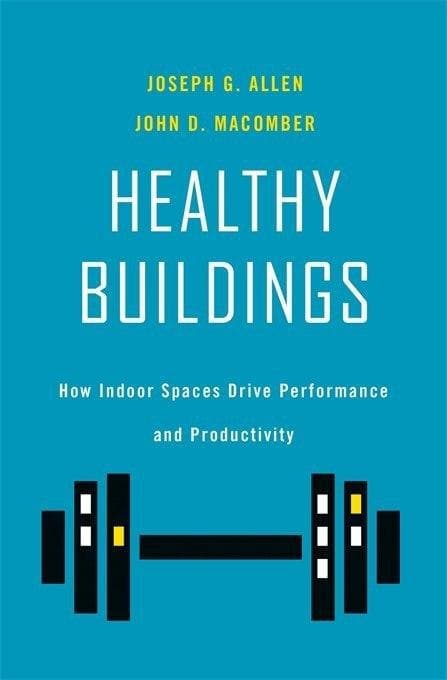 JOSEPH G. ALLEN
JOHN D. MACOMBER
HEALTHY
BUILDINGS
How Indoor Spaces Drive Performance
and Productivity